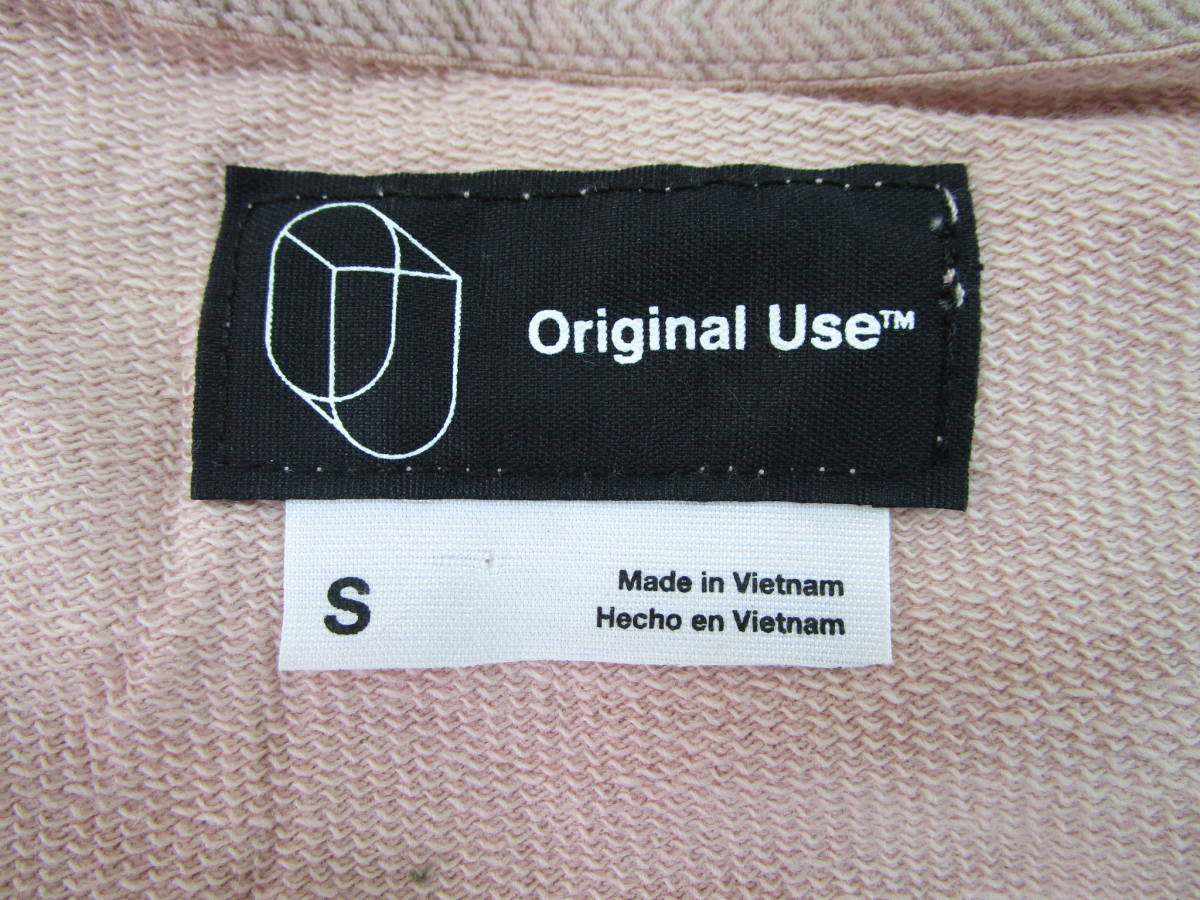 Original Use™
S
Made in Vietnam
Hecho en Vietnam